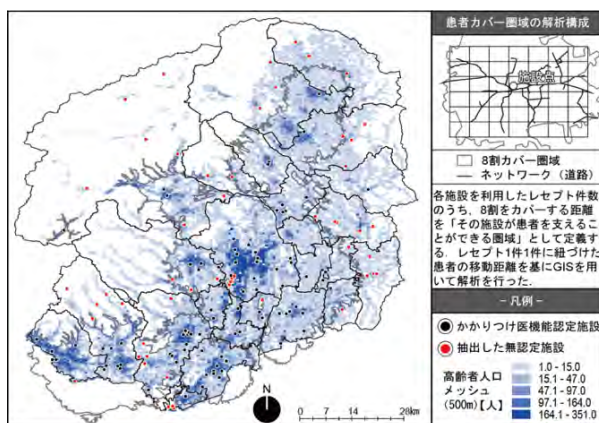 患者カバー圏域の解析構成
施設点
8割カバー圏域
ネットワーク（道路）
各施設を利用したレセプト件数
のうち、8割をカバーする距離
を「その施設が患者を支えるこ
とができる圏域」として定義す
る．レセプト1件1件に紐づけた
患者の移動距離を基にGISを用
いて解析を行った．
－凡例－
かかりつけ医機能認定施設
抽出した無認定施設
高齢者人口
メッシュ
(500m)【人】
1.0 - 15.0
15.1 - 47.0
47.1 - 97.0
97.1 - 164.0
164.1 - 351.0
N
0 7 14 28km